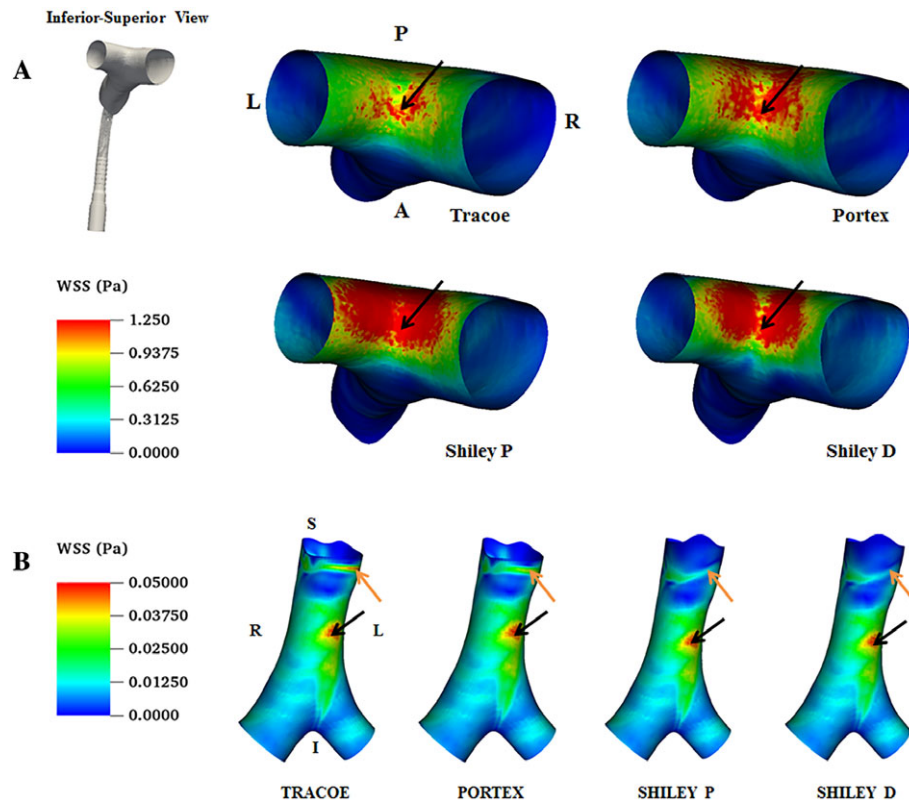 Inferior-Superior View
A
P
L
R
A
Tracoe
Portex
WSS (Pa)
1.250
0.9375
0.6250
0.3125
0.0000
Shiley P
Shiley D
B
WSS (Pa)
0.05000
0.03750
0.02500
0.01250
0.0000
S
R
L
I
TRACOE
PORTEX
SHILEY P
SHILEY D